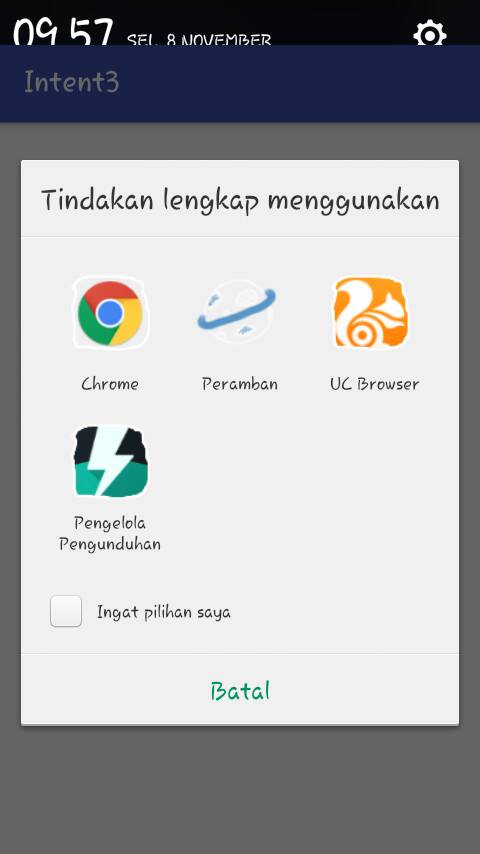 09.57 SEL, 8 NOVEMBER
Intent3
Tindakan lengkap menggunakan
Chrome
Peramban
UC Browser
Pengelola
Pengunduhan
Ingat pilihan saya
Batal